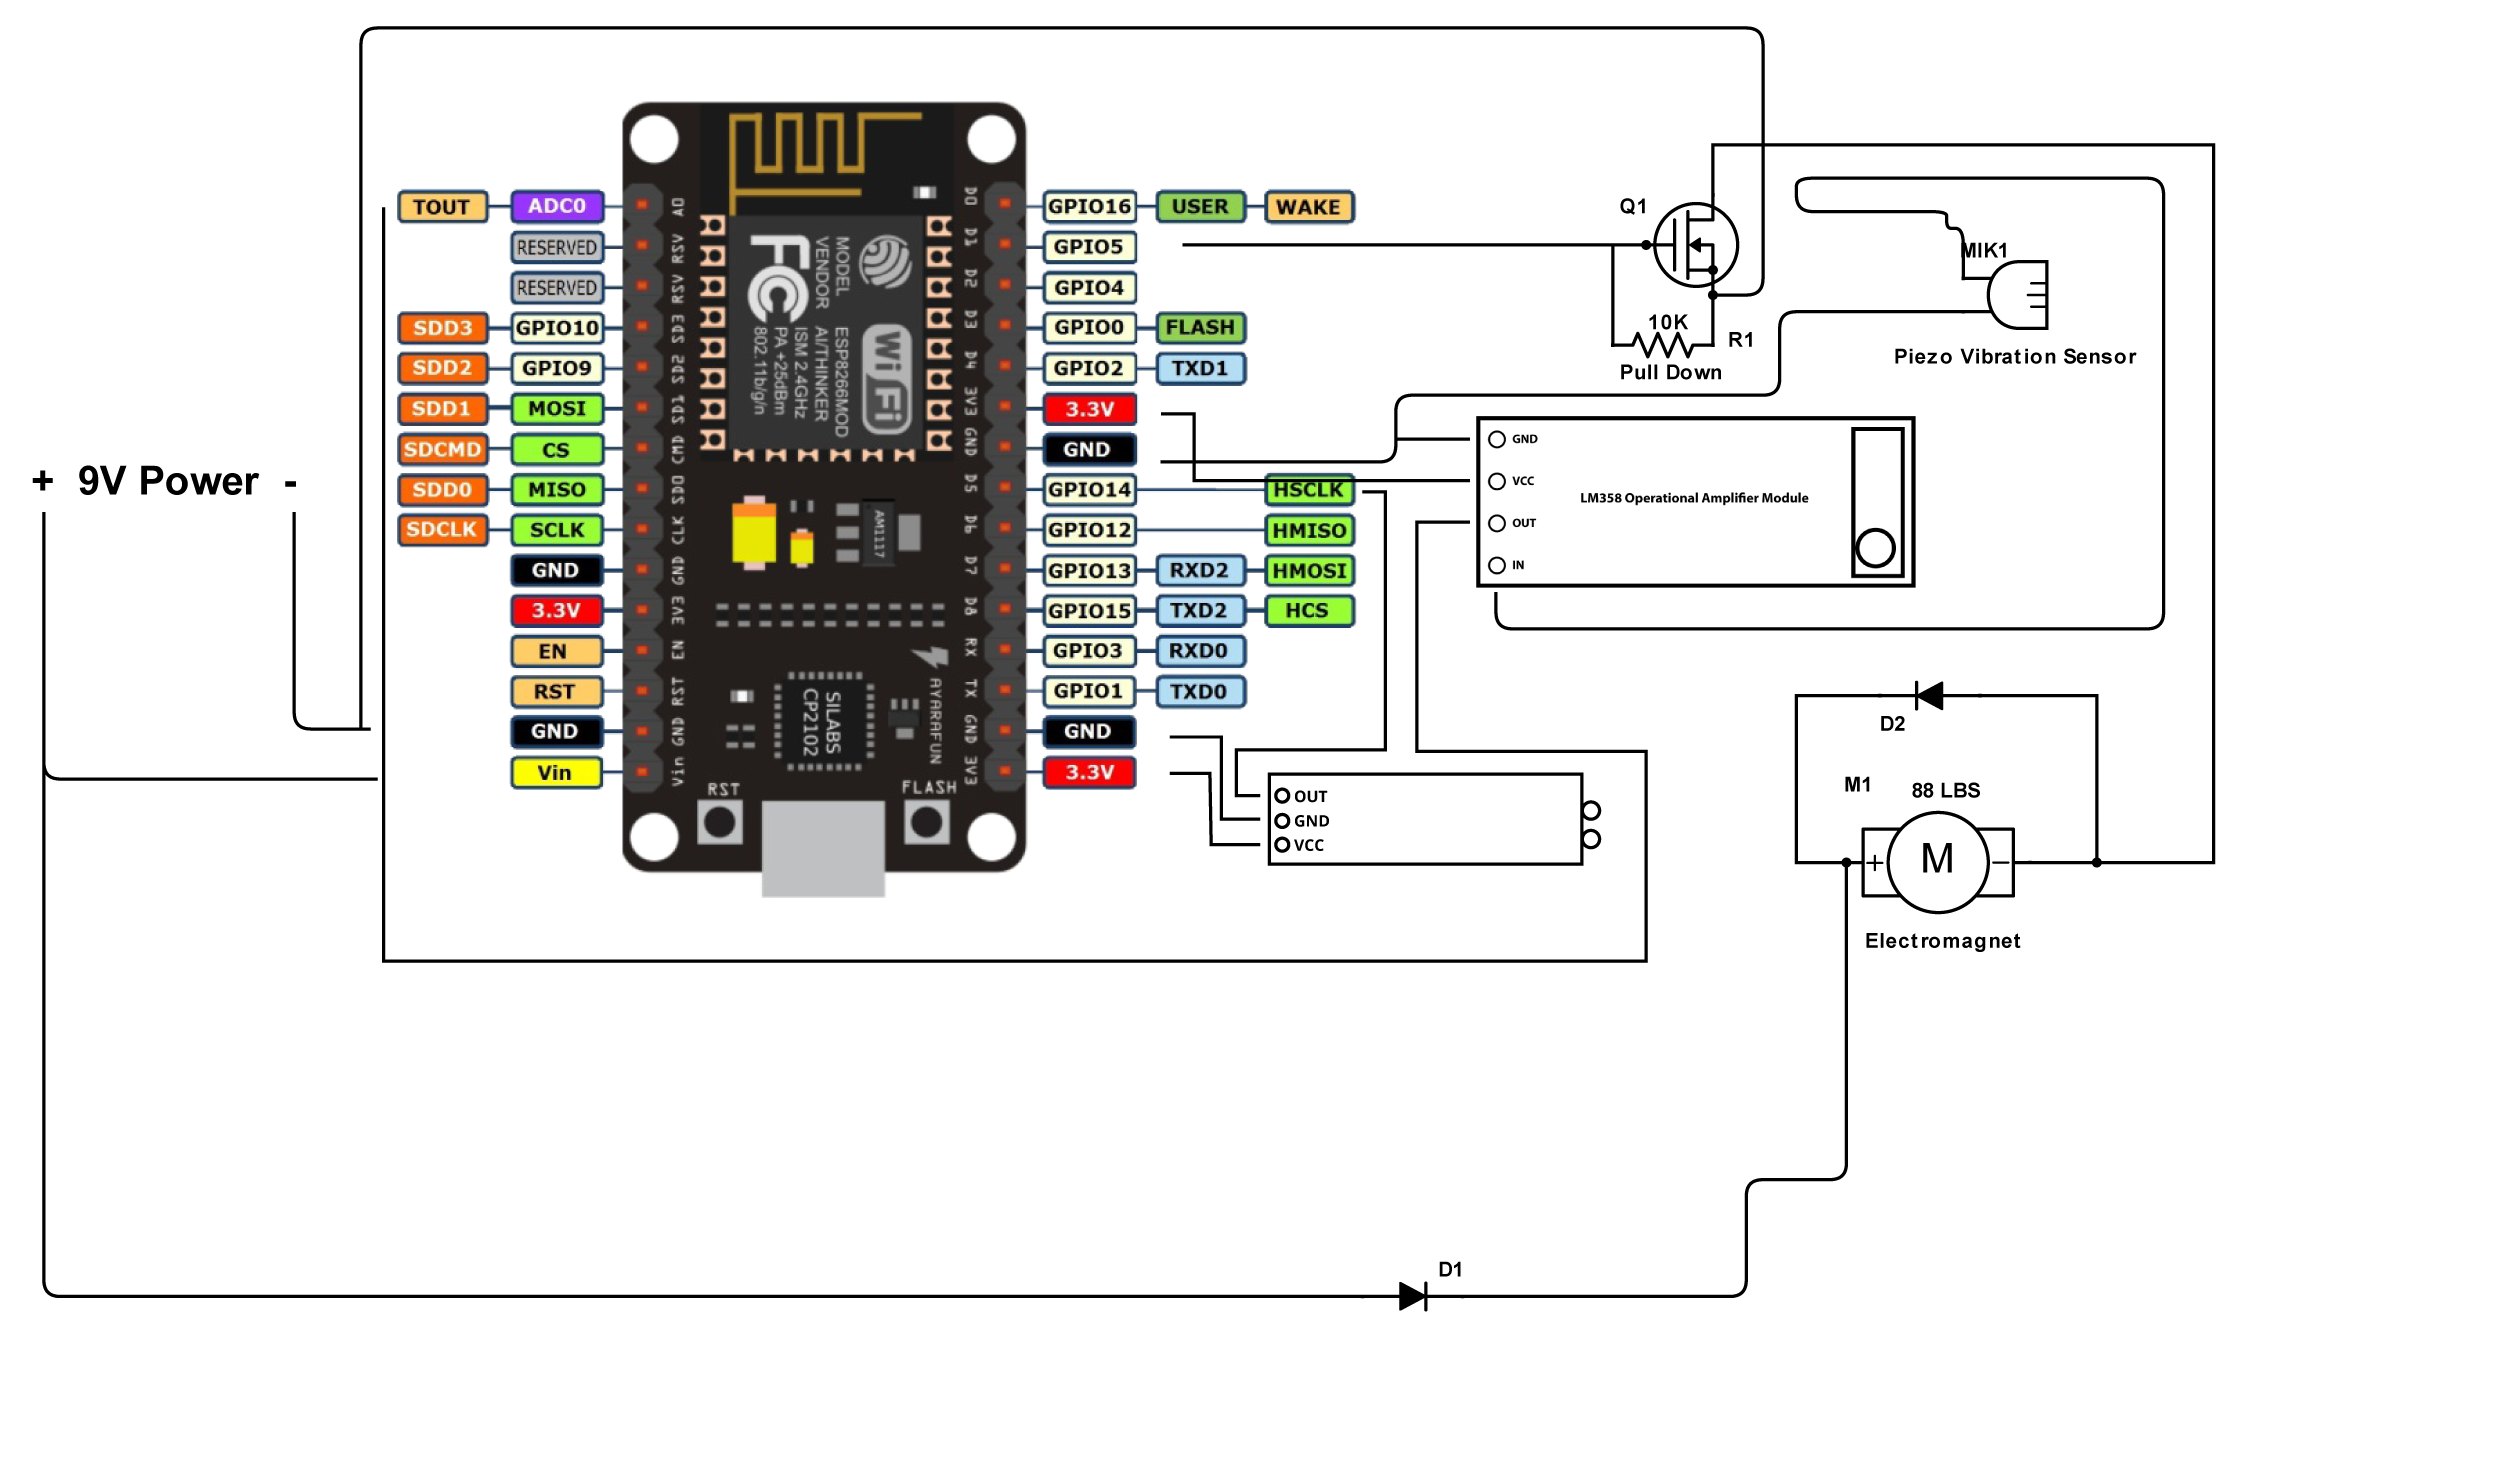 + 9V Power -
TOUT ADC0
RESERVED
RESERVED
SDD3 GPIO10
SDD2 GPIO9
SDD1 MOSI
SDCMD CS
SDD0 MISO
SDCLK SCLK
GND
3.3V
EN
RST
GND
Vin
A0
RSV
RSV
SD3
SD2
SD1
CMD
SD0
CLK
GND
3V3
EN
RST
GND
Vin
MODEL
VENDOR
FC
ESP8266MOD
AI/THINKER
ISM 2.4GHz
PA +25dBm
802.11b/g/n
WiFi
AM1117
SILABS
CP2102
AYARAFUN
RST
FLASH
D0
D1
D2
D3
D4
3V3
GND
D5
D6
D7
D8
RX
TX
GND
3V3
GPIO16 USER WAKE
GPIO5
GPIO4
GPIO0 FLASH
GPIO2 TXD1
3.3V
GND
GPIO14 HSCLK
GPIO12 HMISO
GPIO13 RXD2 HMOSI
GPIO15 TXD2 HCS
GPIO3 RXD0
GPIO1 TXD0
GND
3.3V
Q1
10K
R1
Pull Down
MIK1
Piezo Vibration Sensor
GND
VCC
OUT
IN
LM358 Operational Amplifier Module
OUT
GND
VCC
D2
M1
88 LBS
+ M −
Electromagnet
D1